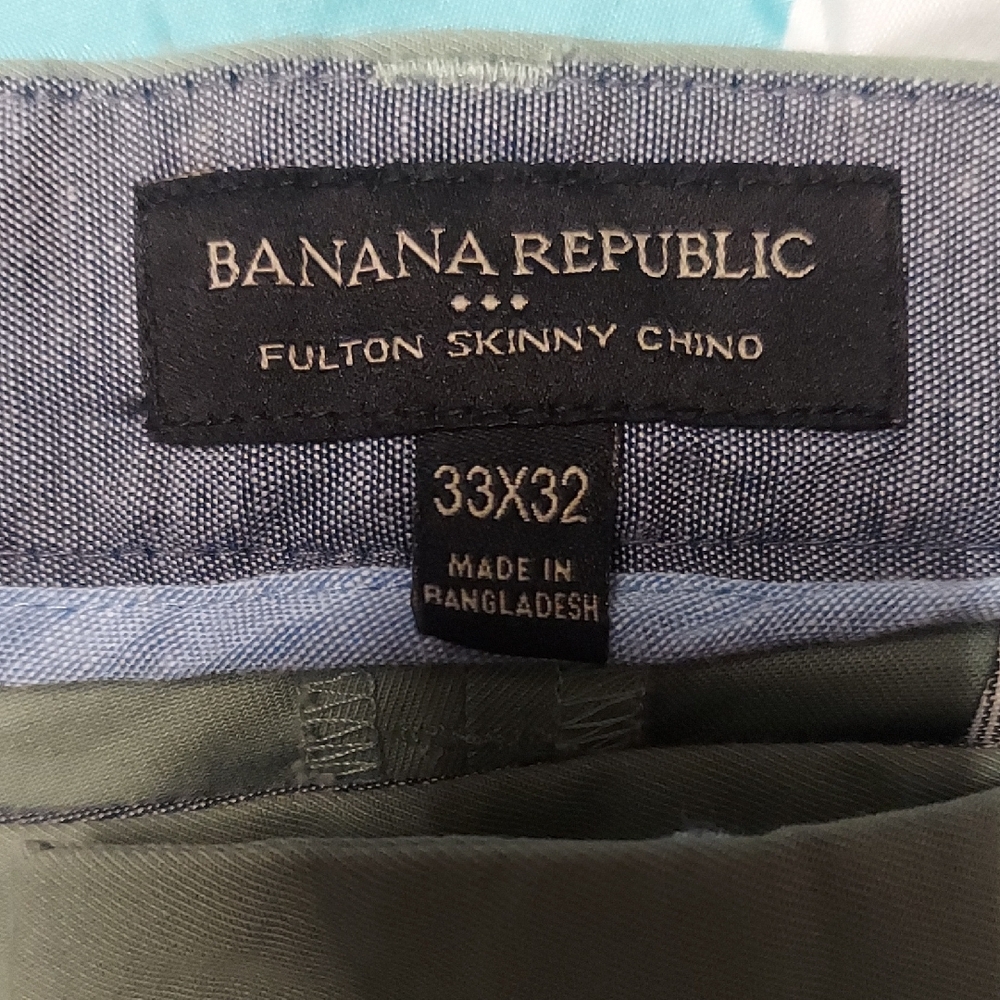 BANANA REPUBLIC
•••
FULTON SKINNY CHINO
33X32
MADE IN
BANGLADESH